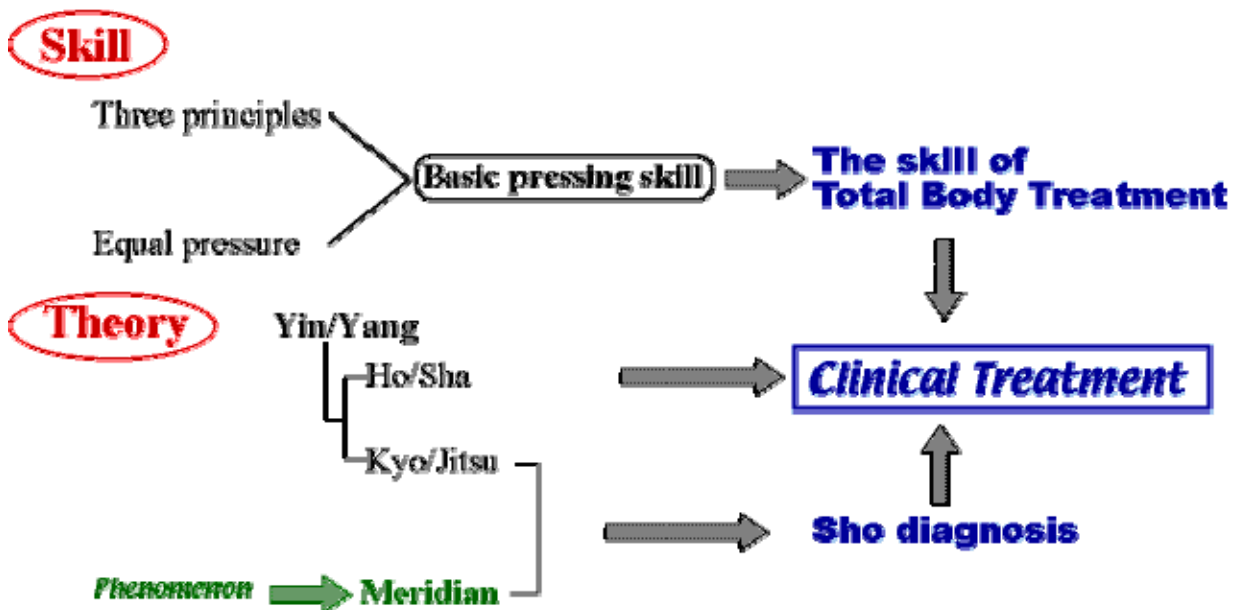 Skill
Three principles
Basic pressing skill
The skill of
Total Body Treatment
Equal pressure
Theory
Yin/Yang
Ho/Sha
Clinical Treatment
Kyo/Jitsu
Sho diagnosis
Phenomenon
Meridian